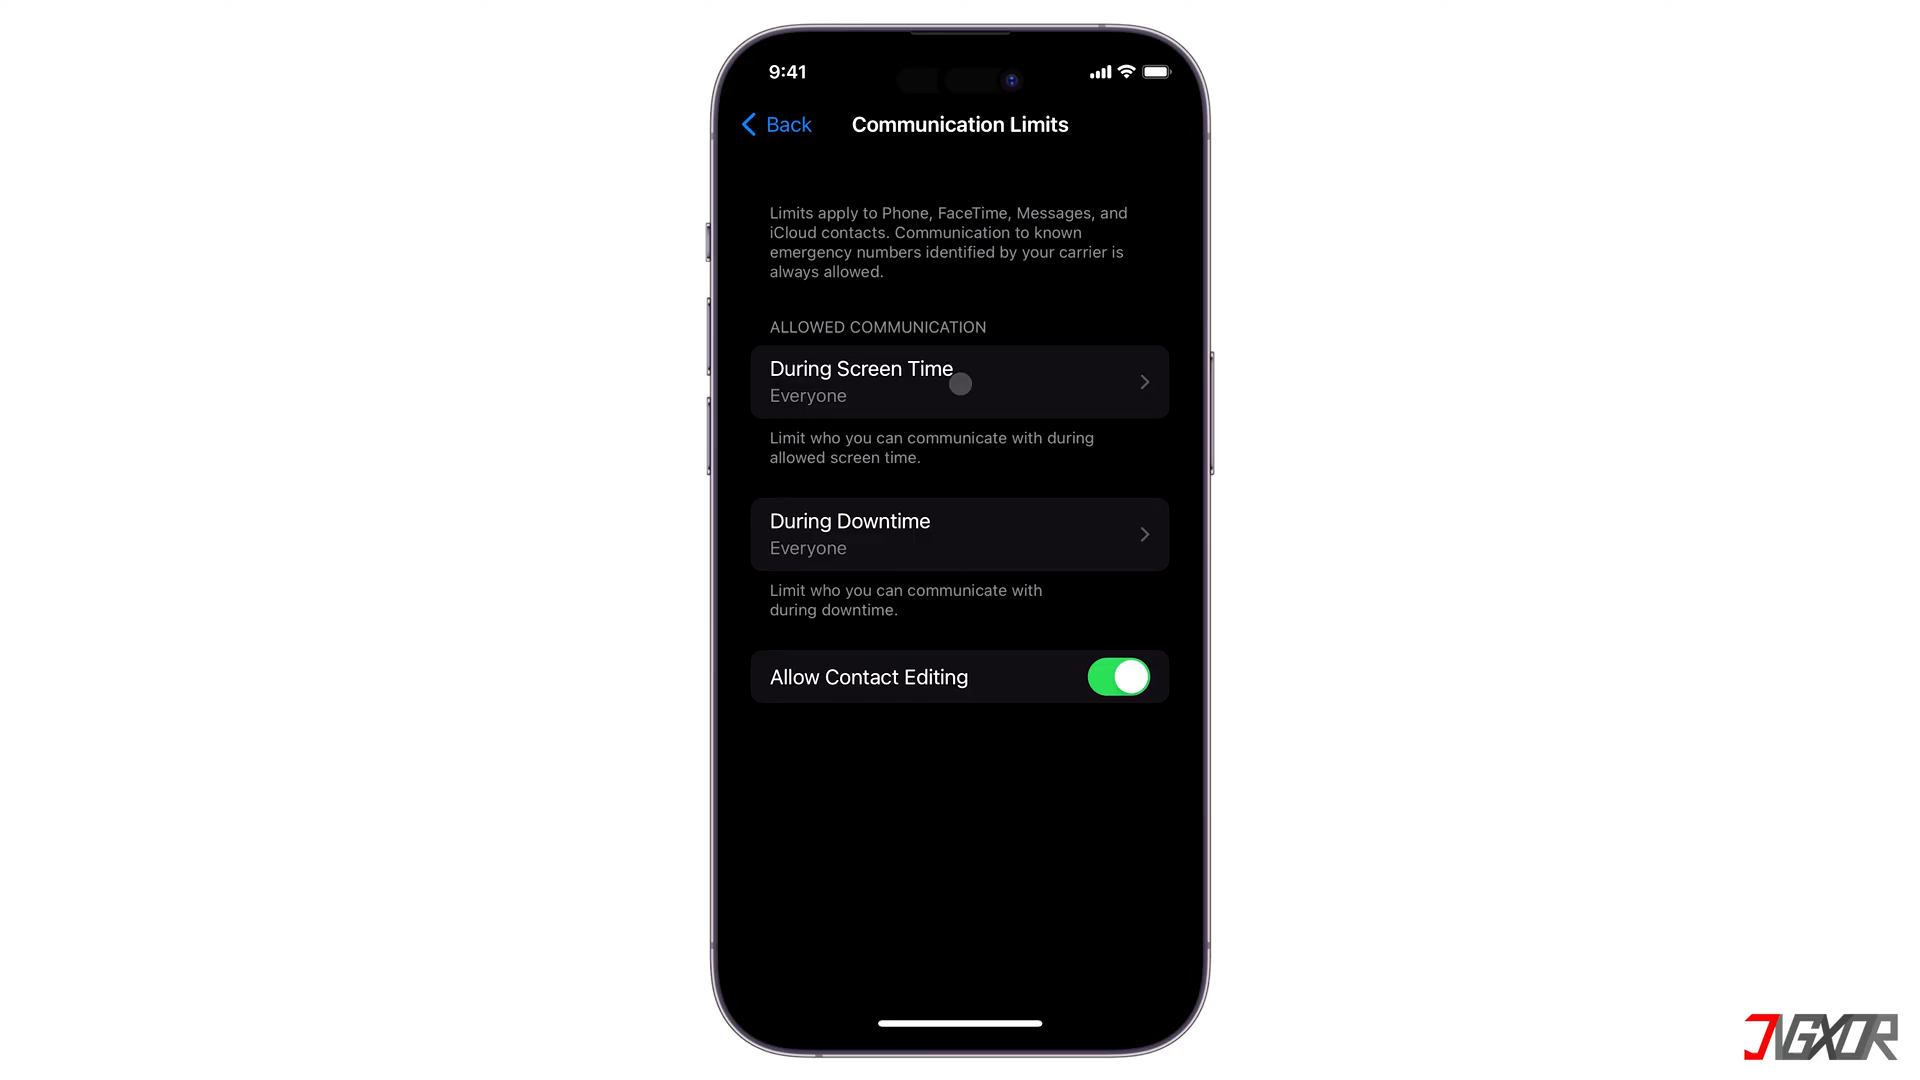 9:41
Back
Communication Limits
Limits apply to Phone, FaceTime, Messages, and
iCloud contacts. Communication to known
emergency numbers identified by your carrier is
always allowed.
ALLOWED COMMUNICATION
During Screen Time
Everyone
Limit who you can communicate with during
allowed screen time.
During Downtime
Everyone
Limit who you can communicate with
during downtime.
Allow Contact Editing
JNGXOR